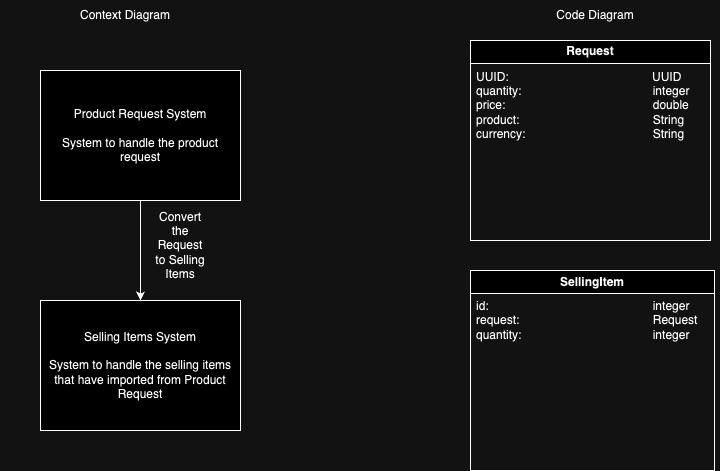 Context Diagram
Product Request System
System to handle the product
request
Convert
the
Request
to Selling
Items
Selling Items System
System to handle the selling items
that have imported from Product
Request
Code Diagram
Request
UUID: UUID
quantity: integer
price: double
product: String
currency: String
SellingItem
id: integer
request: Request
quantity: integer